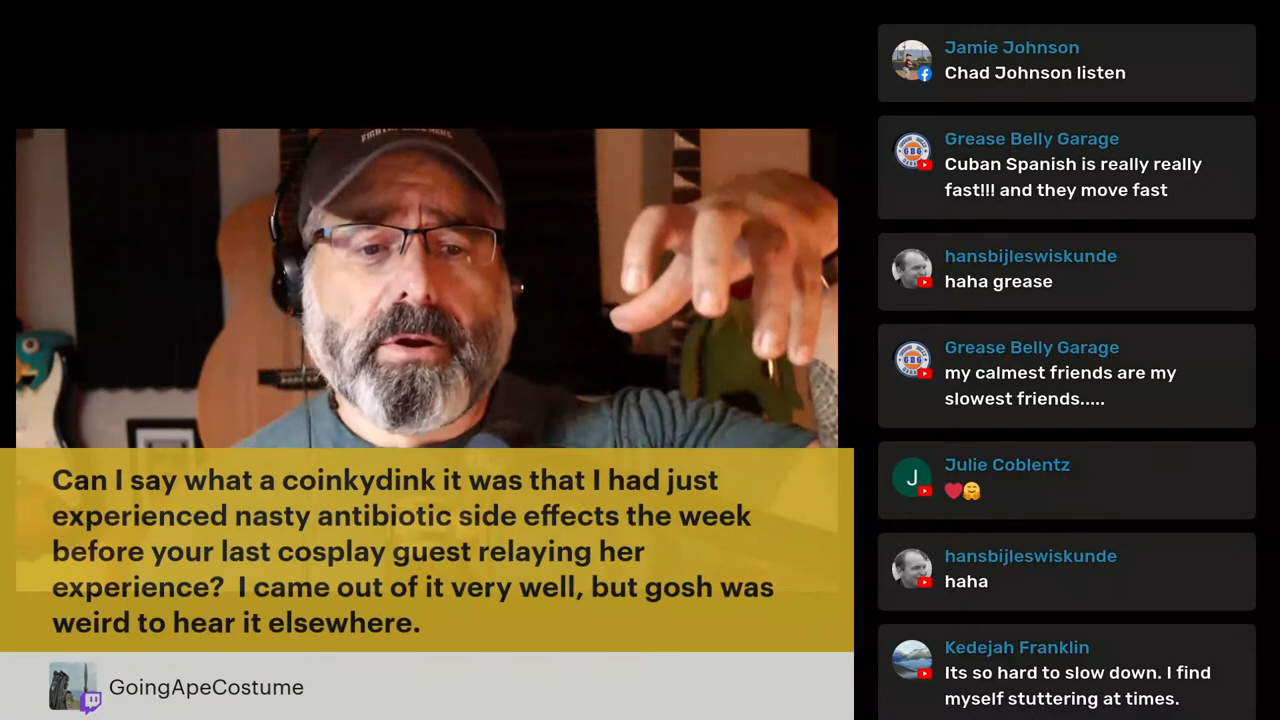 Jamie Johnson
Chad Johnson listen
Grease Belly Garage
Cuban Spanish is really really
fast!!! and they move fast
hansbijleswiskunde
haha grease
Grease Belly Garage
my calmest friends are my
slowest friends.....
J
Julie Coblentz
❤️🤗
hansbijleswiskunde
haha
Kedejah Franklin
Its so hard to slow down. I find
myself stuttering at times.
Can I say what a coinkydink it was that I had just
experienced nasty antibiotic side effects the week
before your last cosplay guest relaying her
experience?  I came out of it very well, but gosh was
weird to hear it elsewhere.
GoingApeCostume
GBG
GBG